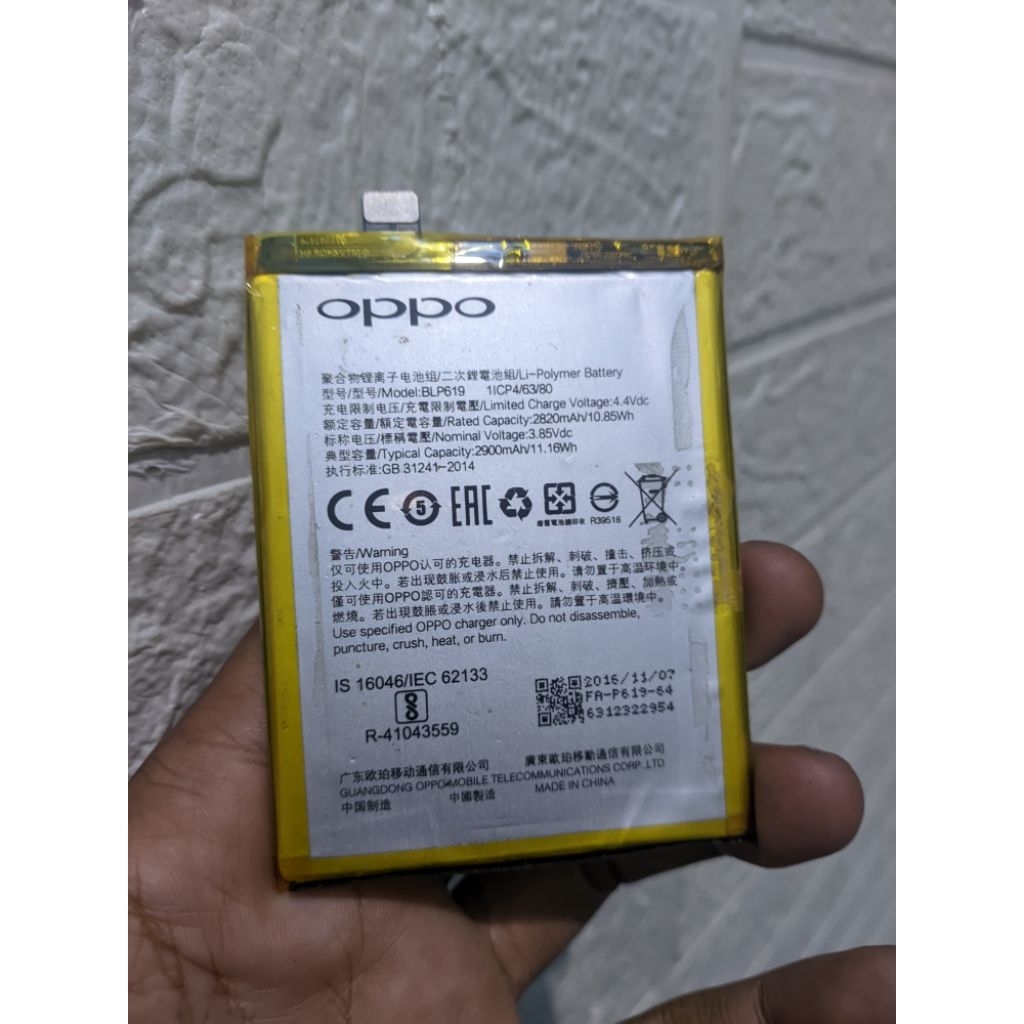 oppo
聚合物锂离子电池组/二次鋰電池組/Li-Polymer Battery
型号/型號/Model:BLP619 1ICP4/63/80
充电限制电压/充電限制電壓/Limited Charge Voltage:4.4Vdc
额定容量/額定電容量/Rated Capacity:2820mAh/10.85Wh
标称电压/標稱電壓/Nominal Voltage:3.85Vdc
典型容量/Typical Capacity:2900mAh/11.16Wh
执行标准:GB 31241-2014
CE 5 EAC
廢電池請回收 R39518
警告/Warning
仅可使用OPPO认可的充电器。禁止拆解、刺破、撞击、挤压或
投入火中。若出现鼓胀或浸水后禁止使用。请勿置于高温环境中。
僅可使用OPPO認可的充電器。禁止拆解、刺破、擠壓、加熱或
燃燒。若出現鼓脹或浸水後禁止使用。請勿置于高溫環境中。
Use specified OPPO charger only. Do not disassemble,
puncture, crush, heat, or burn.
IS 16046/IEC 62133
R-41043559
2016/11/07
FA-P619-64
6312322954
广东欧珀移动通信有限公司 廣東歐珀移動通信有限公司
GUANGDONG OPPO MOBILE TELECOMMUNICATIONS CORP.,LTD
中国制造 中國製造 MADE IN CHINA